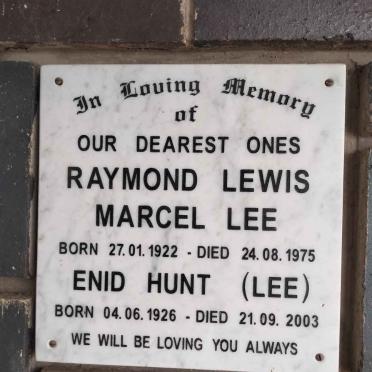 In Loving Memory
of
OUR DEAREST ONES
RAYMOND LEWIS
MARCEL LEE
BORN 27.01.1922 - DIED 24.08.1975
ENID HUNT (LEE)
BORN 04.06.1926 - DIED 21.09.2003
WE WILL BE LOVING YOU ALWAYS